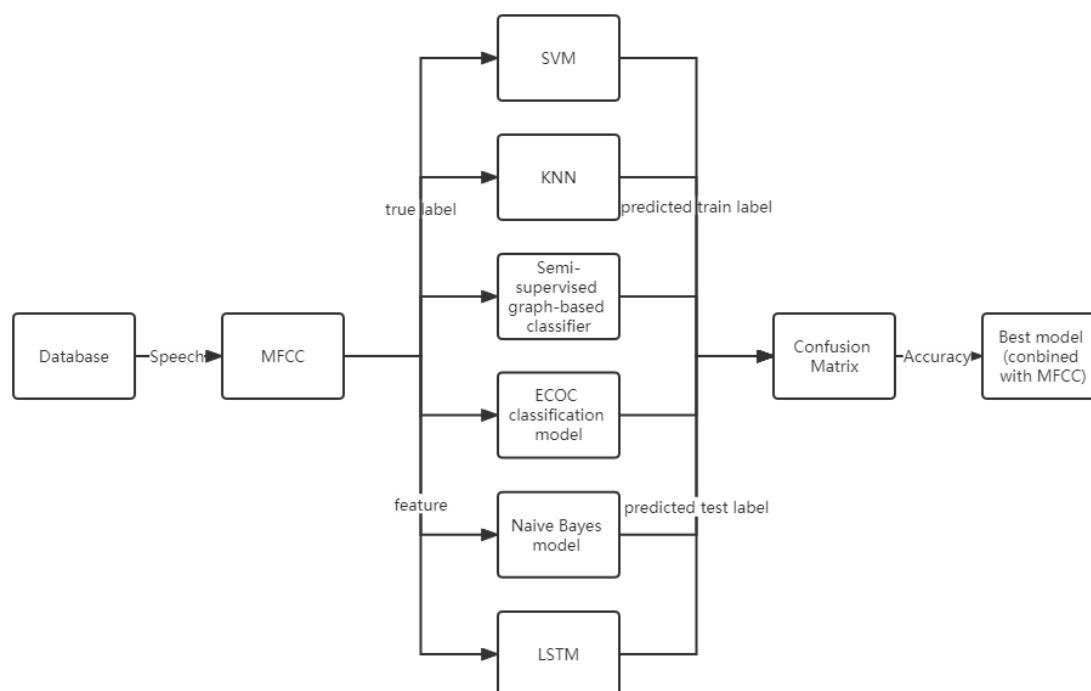 SVM
KNN
true label
predicted train label
Semi-
supervised
graph-based
classifier
Database
Speech
MFCC
Confusion
Matrix
Accuracy
Best model
(conbined
with MFCC)
ECOC
classification
model
feature
predicted test label
Naive Bayes
model
LSTM